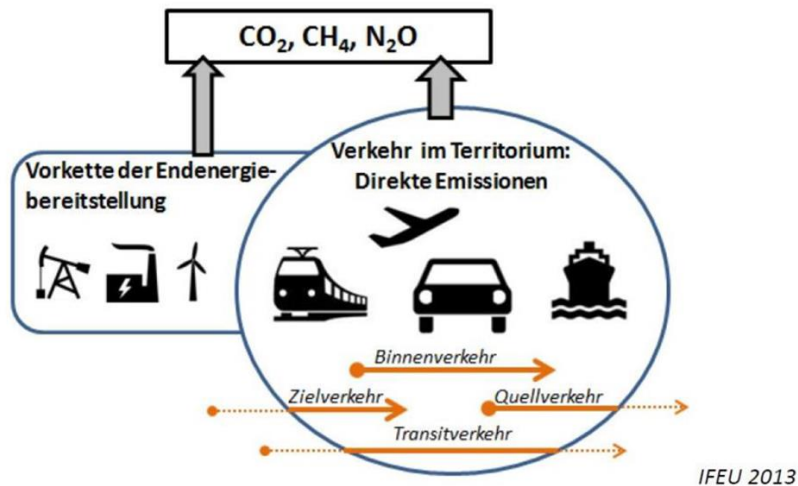 CO₂, CH₄, N₂O
Vorkette der Endenergie-
bereitstellung
Verkehr im Territorium:
Direkte Emissionen
Binnenverkehr
Zielverkehr
Quellverkehr
Transitverkehr
IFEU 2013